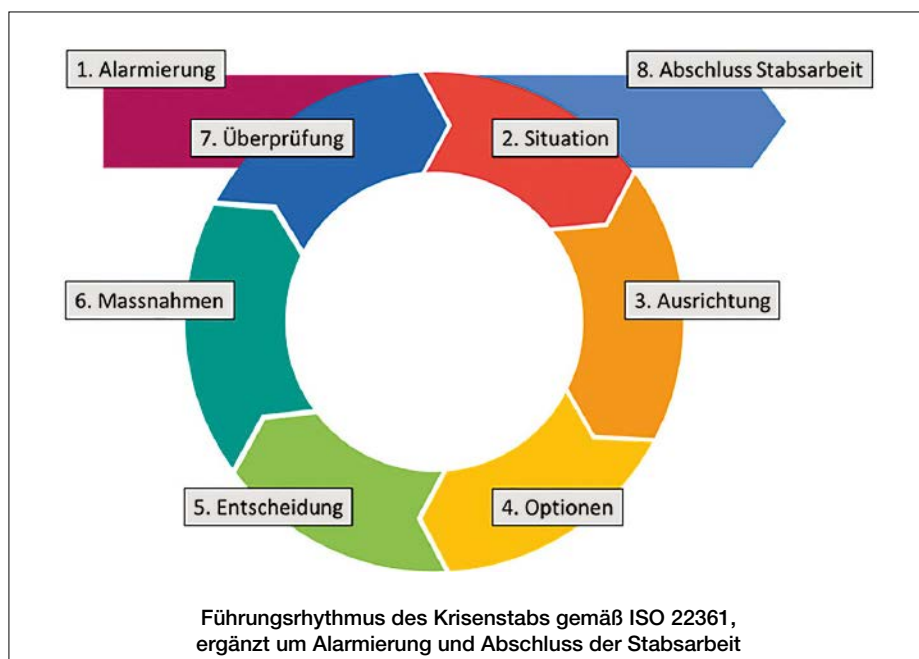 1. Alarmierung
8. Abschluss Stabsarbeit
7. Überprüfung
2. Situation
6. Massnahmen
3. Ausrichtung
5. Entscheidung
4. Optionen
Führungsrhythmus des Krisenstabs gemäß ISO 22361,
ergänzt um Alarmierung und Abschluss der Stabsarbeit